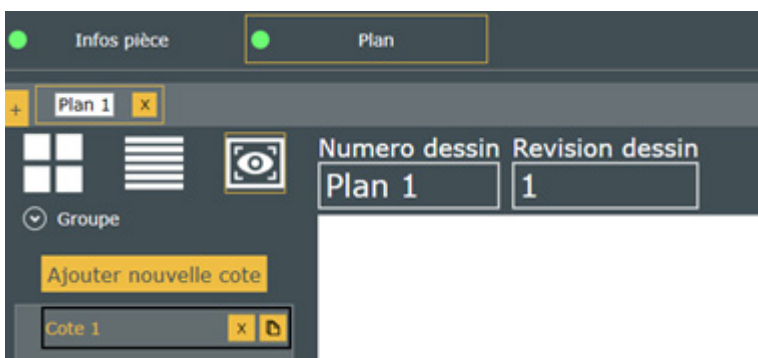 Infos pièce Plan
+ Plan 1 X
Numero dessin Revision dessin
Plan 1 1
Groupe
Ajouter nouvelle cote
Cote 1 X